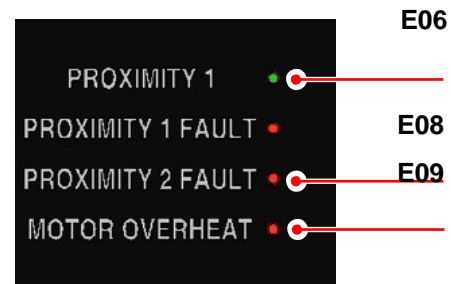 E06
PROXIMITY 1
PROXIMITY 1 FAULT
E08
PROXIMITY 2 FAULT
E09
MOTOR OVERHEAT